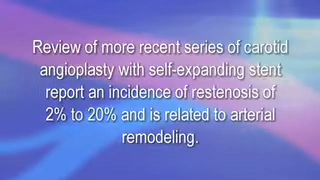 Review of more recent series of carotid
angioplasty with self-expanding stent
report an incidence of restenosis of
2% to 20% and is related to arterial
remodeling.